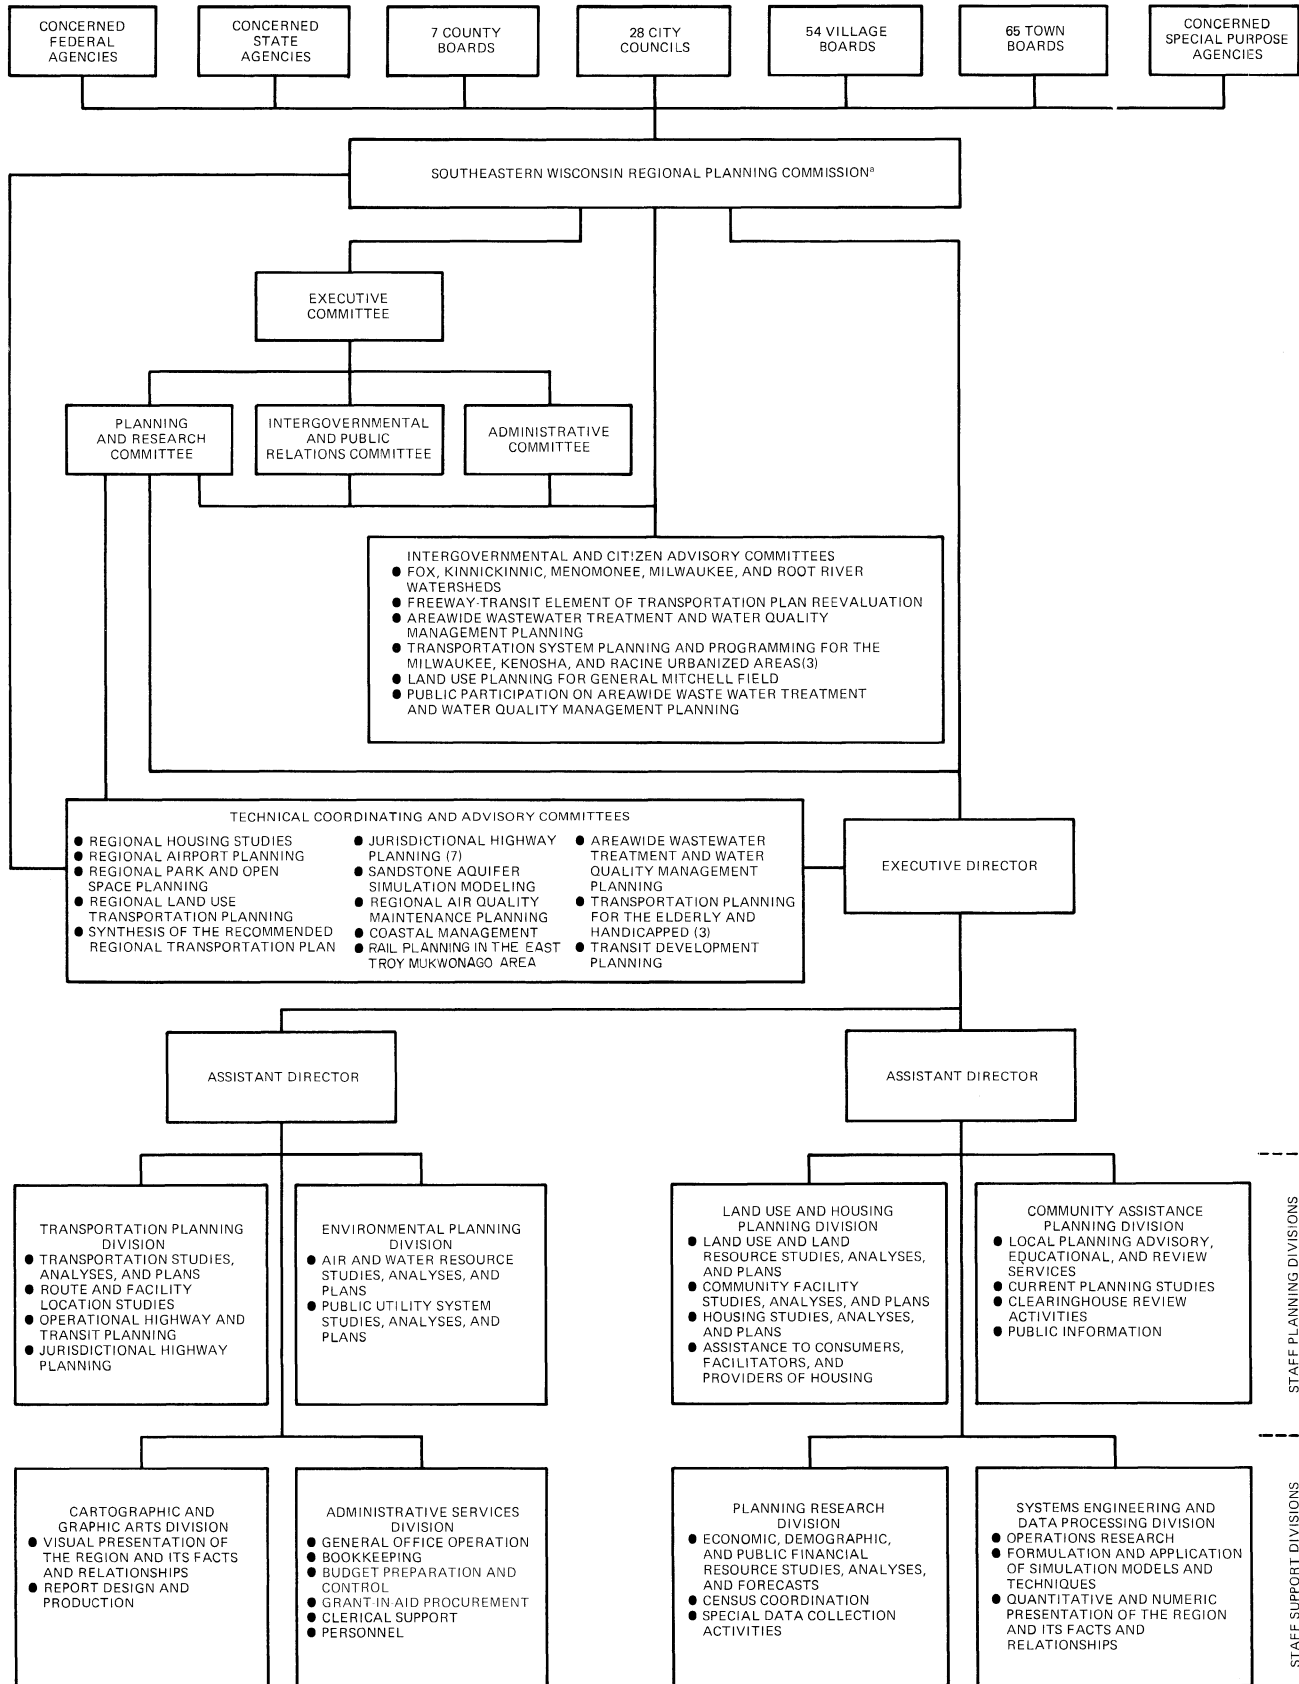 CONCERNED
FEDERAL
AGENCIES
CONCERNED
STATE
AGENCIES
7 COUNTY
BOARDS
28 CITY
COUNCILS
54 VILLAGE
BOARDS
65 TOWN
BOARDS
CONCERNED
SPECIAL PURPOSE
AGENCIES
SOUTHEASTERN WISCONSIN REGIONAL PLANNING COMMISSIONᵃ
EXECUTIVE
COMMITTEE
PLANNING
AND RESEARCH
COMMITTEE
INTERGOVERNMENTAL
AND PUBLIC
RELATIONS COMMITTEE
ADMINISTRATIVE
COMMITTEE
INTERGOVERNMENTAL AND CITIZEN ADVISORY COMMITTEES
● FOX, KINNICKINNIC, MENOMONEE, MILWAUKEE, AND ROOT RIVER
WATERSHEDS
● FREEWAY-TRANSIT ELEMENT OF TRANSPORTATION PLAN REEVALUATION
● AREAWIDE WASTEWATER TREATMENT AND WATER QUALITY
MANAGEMENT PLANNING
● TRANSPORTATION SYSTEM PLANNING AND PROGRAMMING FOR THE
MILWAUKEE, KENOSHA, AND RACINE URBANIZED AREAS(3)
● LAND USE PLANNING FOR GENERAL MITCHELL FIELD
● PUBLIC PARTICIPATION ON AREAWIDE WASTE WATER TREATMENT
AND WATER QUALITY MANAGEMENT PLANNING
TECHNICAL COORDINATING AND ADVISORY COMMITTEES
● REGIONAL HOUSING STUDIES
● REGIONAL AIRPORT PLANNING
● REGIONAL PARK AND OPEN
SPACE PLANNING
● REGIONAL LAND USE
TRANSPORTATION PLANNING
● SYNTHESIS OF THE RECOMMENDED
REGIONAL TRANSPORTATION PLAN
● JURISDICTIONAL HIGHWAY
PLANNING (7)
● SANDSTONE AQUIFER
SIMULATION MODELING
● REGIONAL AIR QUALITY
MAINTENANCE PLANNING
● COASTAL MANAGEMENT
● RAIL PLANNING IN THE EAST
TROY MUKWONAGO AREA
● AREAWIDE WASTEWATER
TREATMENT AND WATER
QUALITY MANAGEMENT
PLANNING
● TRANSPORTATION PLANNING
FOR THE ELDERLY AND
HANDICAPPED (3)
● TRANSIT DEVELOPMENT
PLANNING
EXECUTIVE DIRECTOR
ASSISTANT DIRECTOR
ASSISTANT DIRECTOR
TRANSPORTATION PLANNING
DIVISION
● TRANSPORTATION STUDIES,
ANALYSES, AND PLANS
● ROUTE AND FACILITY
LOCATION STUDIES
● OPERATIONAL HIGHWAY AND
TRANSIT PLANNING
● JURISDICTIONAL HIGHWAY
PLANNING
ENVIRONMENTAL PLANNING
DIVISION
● AIR AND WATER RESOURCE
STUDIES, ANALYSES, AND
PLANS
● PUBLIC UTILITY SYSTEM
STUDIES, ANALYSES, AND
PLANS
LAND USE AND HOUSING
PLANNING DIVISION
● LAND USE AND LAND
RESOURCE STUDIES, ANALYSES,
AND PLANS
● COMMUNITY FACILITY
STUDIES, ANALYSES, AND PLANS
● HOUSING STUDIES, ANALYSES,
AND PLANS
● ASSISTANCE TO CONSUMERS,
FACILITATORS, AND
PROVIDERS OF HOUSING
COMMUNITY ASSISTANCE
PLANNING DIVISION
● LOCAL PLANNING ADVISORY,
EDUCATIONAL, AND REVIEW
SERVICES
● CURRENT PLANNING STUDIES
● CLEARINGHOUSE REVIEW
ACTIVITIES
● PUBLIC INFORMATION
STAFF PLANNING DIVISIONS
CARTOGRAPHIC AND
GRAPHIC ARTS DIVISION
● VISUAL PRESENTATION OF
THE REGION AND ITS FACTS
AND RELATIONSHIPS
● REPORT DESIGN AND
PRODUCTION
ADMINISTRATIVE SERVICES
DIVISION
● GENERAL OFFICE OPERATION
● BOOKKEEPING
● BUDGET PREPARATION AND
CONTROL
● GRANT-IN-AID PROCUREMENT
● CLERICAL SUPPORT
● PERSONNEL
PLANNING RESEARCH
DIVISION
● ECONOMIC, DEMOGRAPHIC,
AND PUBLIC FINANCIAL
RESOURCE STUDIES, ANALYSES,
AND FORECASTS
● CENSUS COORDINATION
● SPECIAL DATA COLLECTION
ACTIVITIES
SYSTEMS ENGINEERING AND
DATA PROCESSING DIVISION
● OPERATIONS RESEARCH
● FORMULATION AND APPLICATION
OF SIMULATION MODELS AND
TECHNIQUES
● QUANTITATIVE AND NUMERIC
PRESENTATION OF THE REGION
AND ITS FACTS AND
RELATIONSHIPS
STAFF SUPPORT DIVISIONS